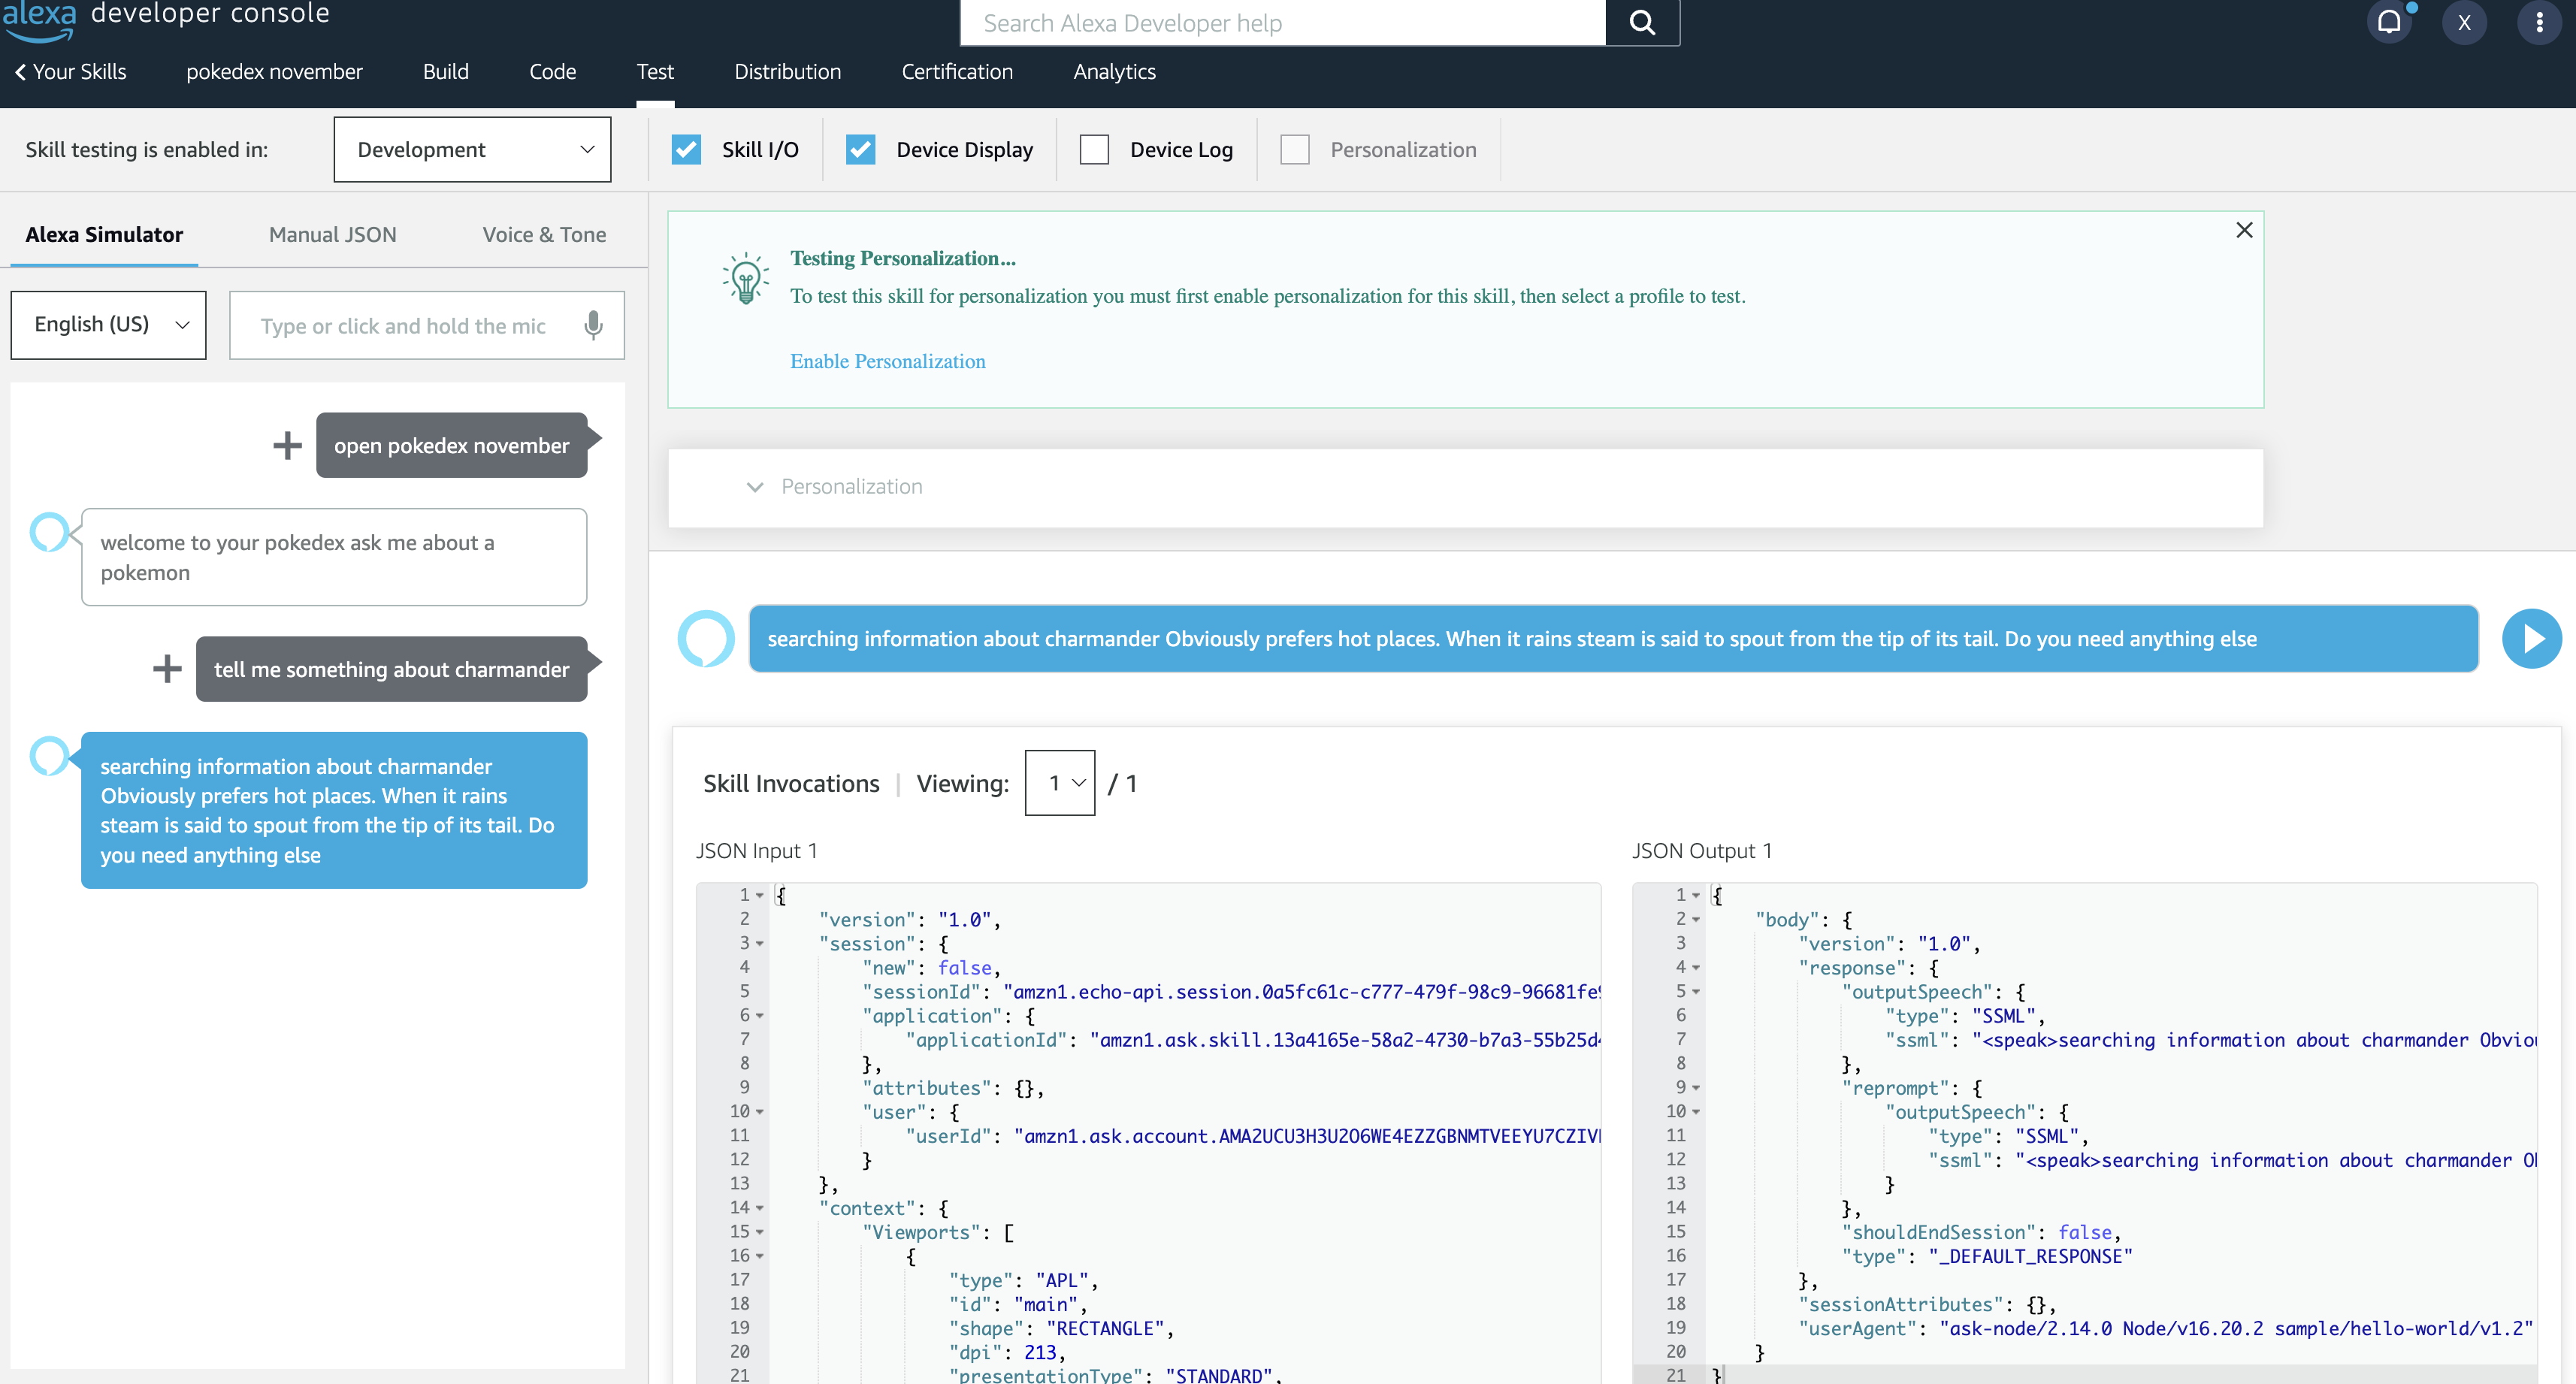 alexa developer console
Search Alexa Developer help
X
Your Skills
pokedex november
Build
Code
Test
Distribution
Certification
Analytics
Skill testing is enabled in:
Development
Skill I/O
Device Display
Device Log
Personalization
Alexa Simulator
Manual JSON
Voice & Tone
English (US)
Type or click and hold the mic
open pokedex november
welcome to your pokedex ask me about a
pokemon
tell me something about charmander
searching information about charmander
Obviously prefers hot places. When it rains
steam is said to spout from the tip of its tail. Do
you need anything else
Testing Personalization...
To test this skill for personalization you must first enable personalization for this skill, then select a profile to test.
Enable Personalization
Personalization
searching information about charmander Obviously prefers hot places. When it rains steam is said to spout from the tip of its tail. Do you need anything else
Skill Invocations | Viewing: 1 / 1
JSON Input 1
1 {
2 "version": "1.0",
3 "session": {
4 "new": false,
5 "sessionId": "amzn1.echo-api.session.0a5fc61c-c777-479f-98c9-96681fe
6 "application": {
7 "applicationId": "amzn1.ask.skill.13a4165e-58a2-4730-b7a3-55b25d
8 },
9 "attributes": {},
10 "user": {
11 "userId": "amzn1.ask.account.AMA2UCU3H3U2O6WE4EZZGBNMTVEEYU7CZIV
12 }
13 },
14 "context": {
15 "Viewports": [
16 {
17 "type": "APL",
18 "id": "main",
19 "shape": "RECTANGLE",
20 "dpi": 213,
21 "presentationType": "STANDARD",
JSON Output 1
1 {
2 "body": {
3 "version": "1.0",
4 "response": {
5 "outputSpeech": {
6 "type": "SSML",
7 "ssml": "<speak>searching information about charmander Obviou
8 },
9 "reprompt": {
10 "outputSpeech": {
11 "type": "SSML",
12 "ssml": "<speak>searching information about charmander Ob
13 }
14 },
15 "shouldEndSession": false,
16 "type": "_DEFAULT_RESPONSE"
17 },
18 "sessionAttributes": {},
19 "userAgent": "ask-node/2.14.0 Node/v16.20.2 sample/hello-world/v1.2"
20 }
21 }